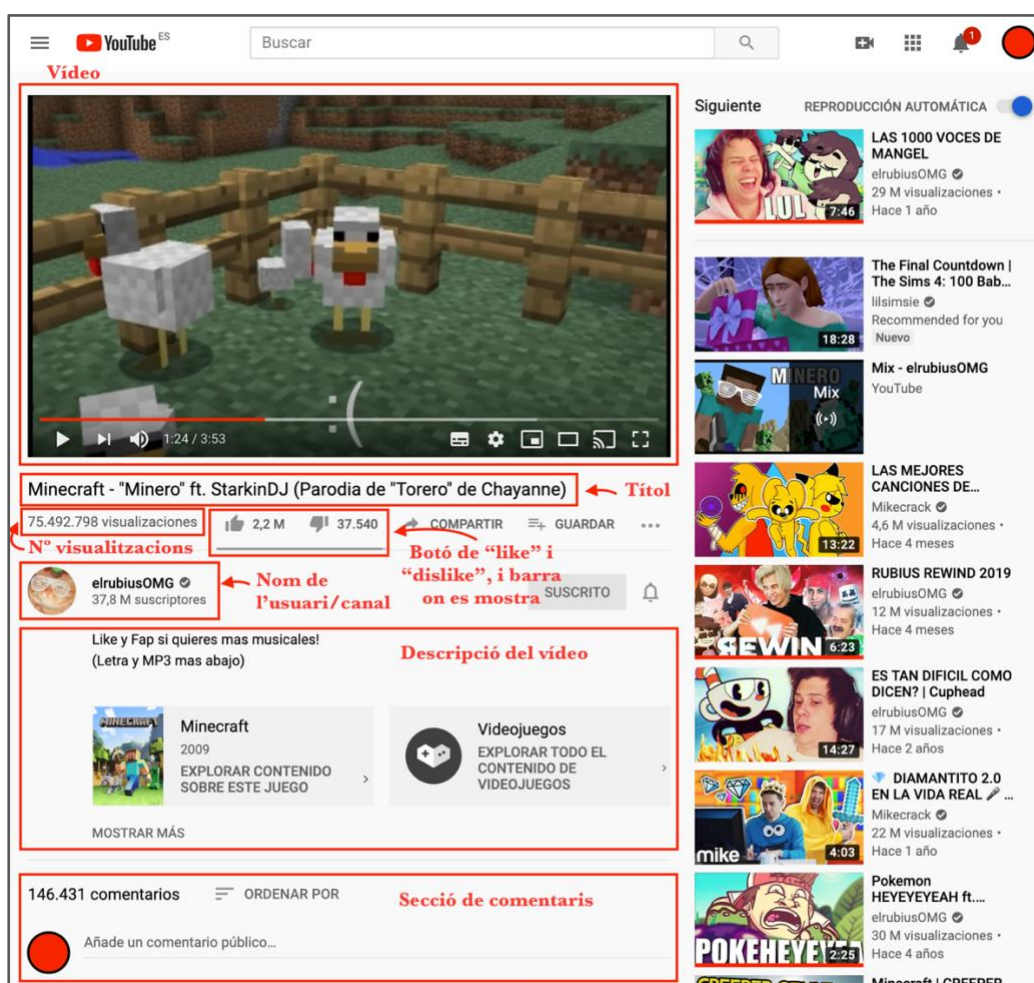 YouTube ES
Buscar
1
Vídeo
:(
1:24 / 3:53
Minecraft - "Minero" ft. StarkinDJ (Parodia de "Torero" de Chayanne)
Títol
75.492.798 visualizaciones
2,2 M
37.540
COMPARTIR
GUARDAR
Nº visualitzacions
Botó de “like” i
“dislike”, i barra
on es mostra
elrubiusOMG
37,8 M suscriptores
Nom de
l’usuari/canal
SUSCRITO
Like y Fap si quieres mas musicales!
(Letra y MP3 mas abajo)
Descripció del vídeo
MINECRAFT
Minecraft
2009
EXPLORAR CONTENIDO
SOBRE ESTE JUEGO
Videojuegos
EXPLORAR TODO EL
CONTENIDO DE
VIDEOJUEGOS
MOSTRAR MÁS
146.431 comentarios
ORDENAR POR
Secció de comentaris
Añade un comentario público...
Siguiente
REPRODUCCIÓN AUTOMÁTICA
LUL
7:46
LAS 1000 VOCES DE
MANGEL
elrubiusOMG
29 M visualizaciones •
Hace 1 año
18:28
The Final Countdown |
The Sims 4: 100 Bab...
lilsimsie
Recommended for you
Nuevo
MINERO
Mix
Mix - elrubiusOMG
YouTube
13:22
LAS MEJORES
CANCIONES DE...
Mikecrack
4,6 M visualizaciones •
Hace 4 meses
REWIN
6:23
RUBIUS REWIND 2019
elrubiusOMG
12 M visualizaciones •
Hace 4 meses
14:27
ES TAN DIFICIL COMO
DICEN? | Cuphead
elrubiusOMG
17 M visualizaciones •
Hace 2 años
mike
4:03
💎 DIAMANTITO 2.0
EN LA VIDA REAL 🎤 ...
Mikecrack
22 M visualizaciones •
Hace 1 año
POKEHEYEYEA
2:25
Pokemon
HEYEYEYEAH ft....
elrubiusOMG
30 M visualizaciones •
Hace 4 años
Minecraft | CREEPER